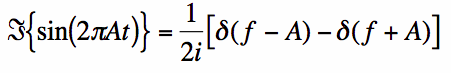 ℑ{sin(2πAt)} = 1/2i [δ(f − A) − δ(f + A)]